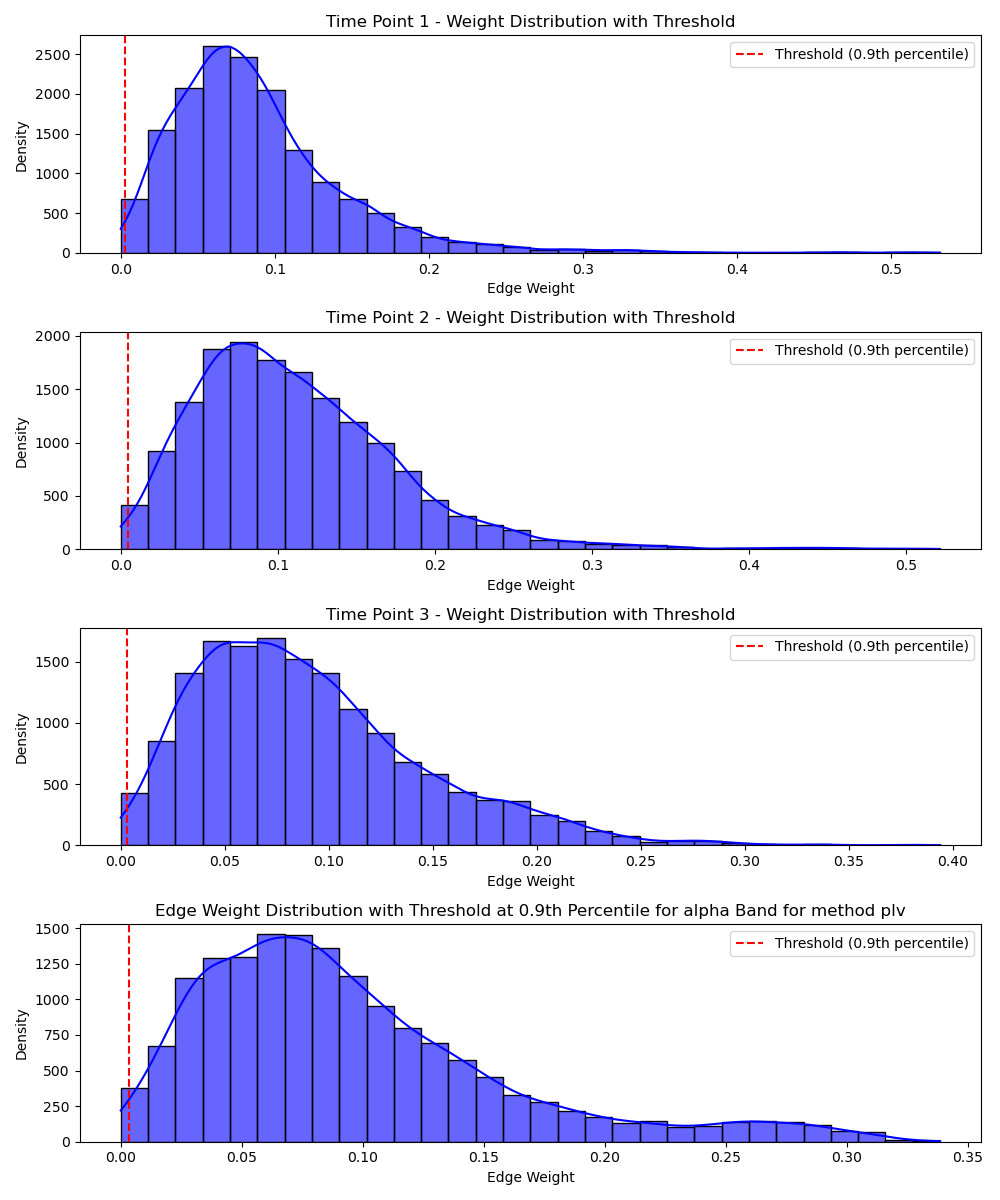 Time Point 1 - Weight Distribution with Threshold
Threshold (0.9th percentile)
Density
2500
2000
1500
1000
500
0
0.0 0.1 0.2 0.3 0.4 0.5
Edge Weight
Time Point 2 - Weight Distribution with Threshold
Threshold (0.9th percentile)
Density
2000
1500
1000
500
0
0.0 0.1 0.2 0.3 0.4 0.5
Edge Weight
Time Point 3 - Weight Distribution with Threshold
Threshold (0.9th percentile)
Density
1500
1000
500
0
0.00 0.05 0.10 0.15 0.20 0.25 0.30 0.35 0.40
Edge Weight
Edge Weight Distribution with Threshold at 0.9th Percentile for alpha Band for method plv
Threshold (0.9th percentile)
Density
1500
1250
1000
750
500
250
0
0.00 0.05 0.10 0.15 0.20 0.25 0.30 0.35
Edge Weight